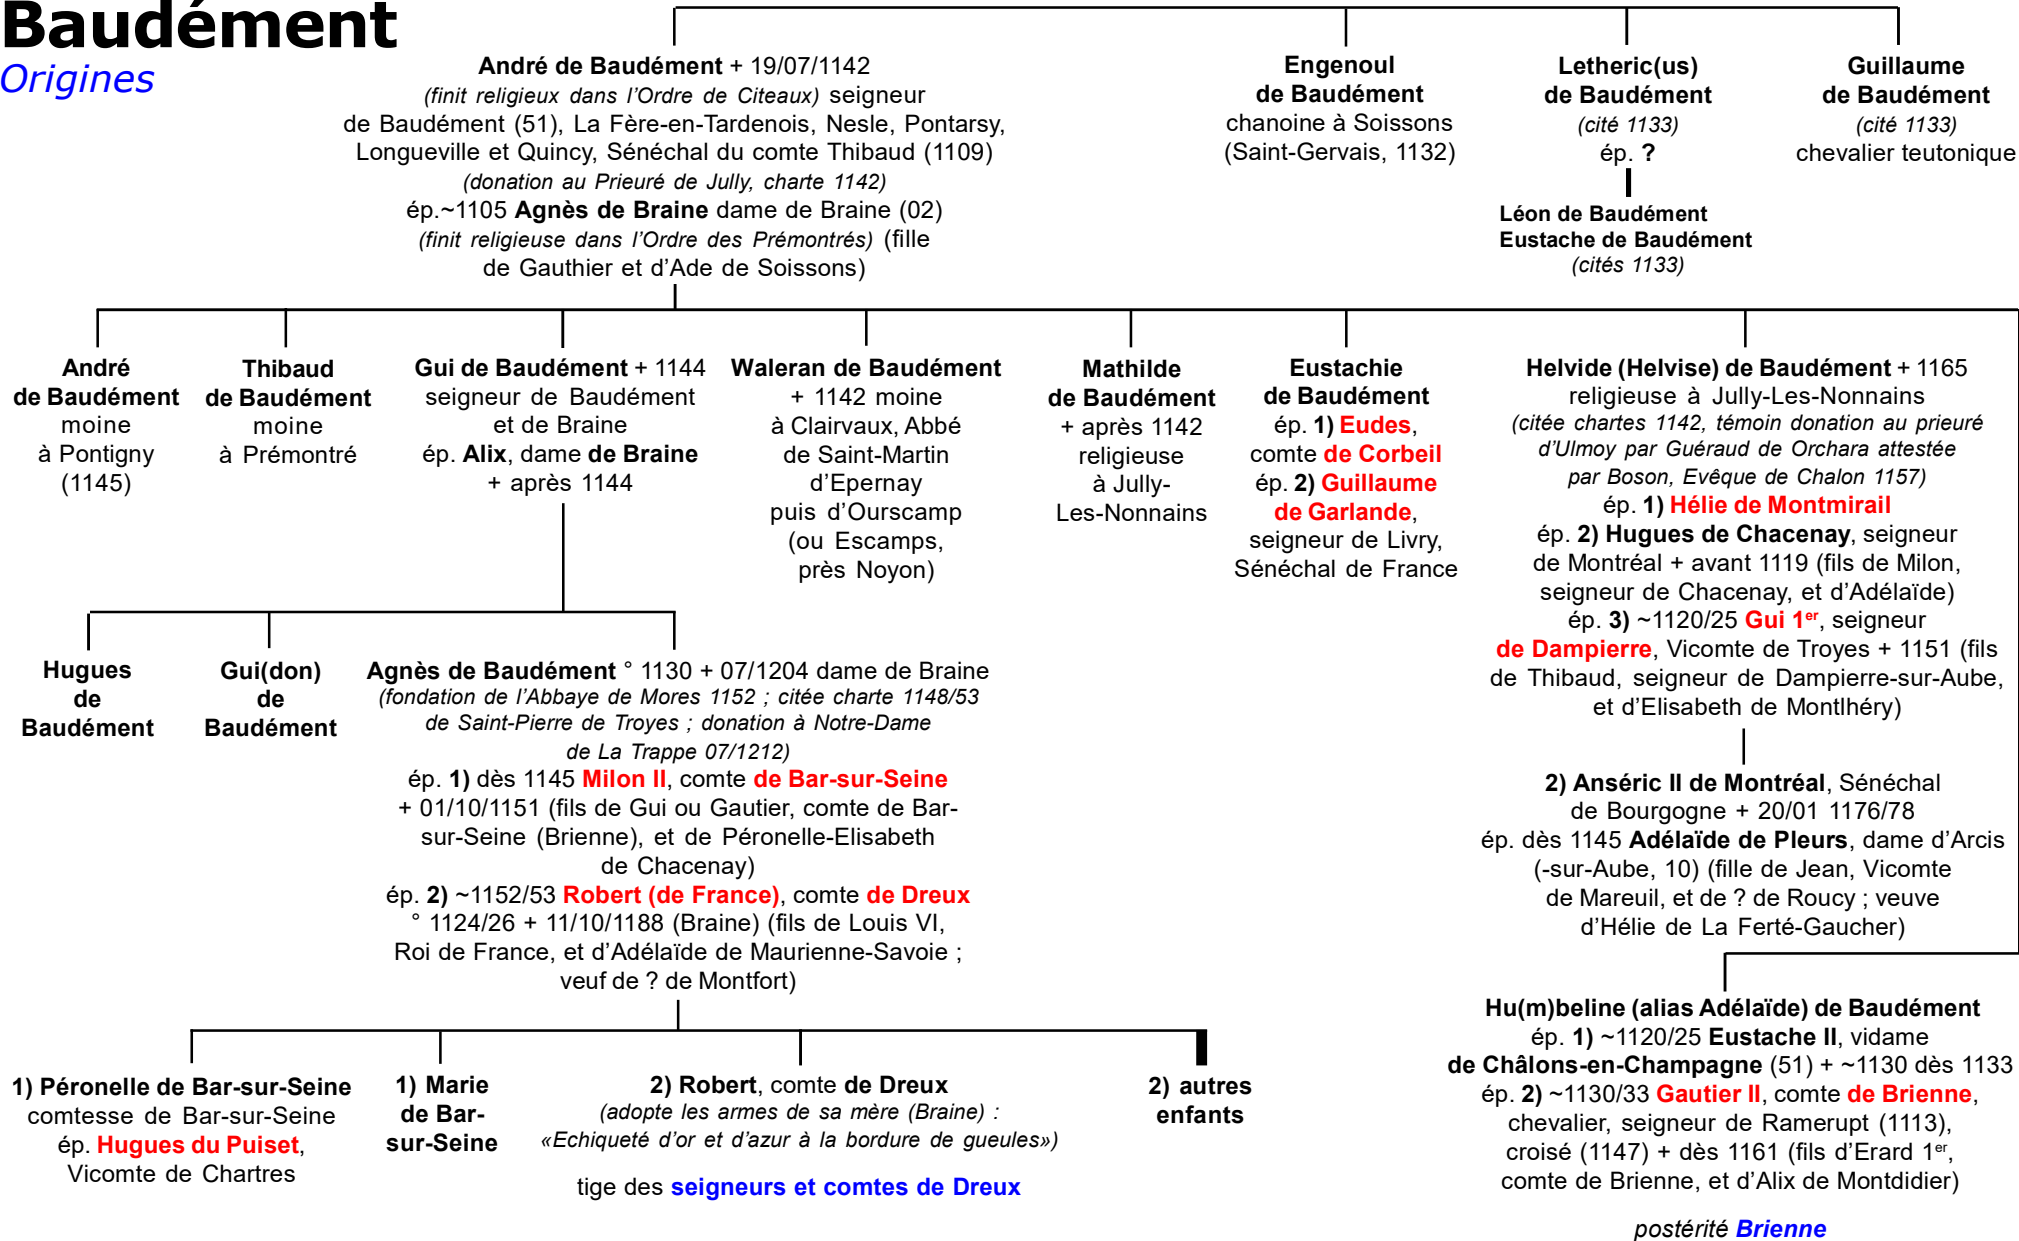 Baudément
Origines
André de Baudément + 19/07/1142
(finit religieux dans l’Ordre de Citeaux) seigneur
de Baudément (51), La Fère-en-Tardenois, Nesle, Pontarsy,
Longueville et Quincy, Sénéchal du comte Thibaud (1109)
(donation au Prieuré de Jully, charte 1142)
ép.~1105 Agnès de Braine dame de Braine (02)
(finit religieuse dans l’Ordre des Prémontrés) (fille
de Gauthier et d’Ade de Soissons)
Engenoul
de Baudément
chanoine à Soissons
(Saint-Gervais, 1132)
Letheric(us)
de Baudément
(cité 1133)
ép. ?
Léon de Baudément
Eustache de Baudément
(cités 1133)
Guillaume
de Baudément
(cité 1133)
chevalier teutonique
André
de Baudément
moine
à Pontigny
(1145)
Thibaud
de Baudément
moine
à Prémontré
Gui de Baudément + 1144
seigneur de Baudément
et de Braine
ép. Alix, dame de Braine
+ après 1144
Waleran de Baudément
+ 1142 moine
à Clairvaux, Abbé
de Saint-Martin
d’Epernay
puis d’Ourscamp
(ou Escamps,
près Noyon)
Mathilde
de Baudément
+ après 1142
religieuse
à Jully-
Les-Nonnains
Eustachie
de Baudément
ép. 1) Eudes,
comte de Corbeil
ép. 2) Guillaume
de Garlande,
seigneur de Livry,
Sénéchal de France
Helvide (Helvise) de Baudément + 1165
religieuse à Jully-Les-Nonnains
(citée chartes 1142, témoin donation au prieuré
d’Ulmoy par Guéraud de Orchara attestée
par Boson, Evêque de Chalon 1157)
ép. 1) Hélie de Montmirail
ép. 2) Hugues de Chacenay, seigneur
de Montréal + avant 1119 (fils de Milon,
seigneur de Chacenay, et d’Adélaïde)
ép. 3) ~1120/25 Gui 1er, seigneur
de Dampierre, Vicomte de Troyes + 1151 (fils
de Thibaud, seigneur de Dampierre-sur-Aube,
et d’Elisabeth de Montlhéry)
2) Anséric II de Montréal, Sénéchal
de Bourgogne + 20/01 1176/78
ép. dès 1145 Adélaïde de Pleurs, dame d’Arcis
(-sur-Aube, 10) (fille de Jean, Vicomte
de Mareuil, et de ? de Roucy ; veuve
d’Hélie de La Ferté-Gaucher)
Hugues
de
Baudément
Gui(don)
de
Baudément
Agnès de Baudément ° 1130 + 07/1204 dame de Braine
(fondation de l’Abbaye de Mores 1152 ; citée charte 1148/53
de Saint-Pierre de Troyes ; donation à Notre-Dame
de La Trappe 07/1212)
ép. 1) dès 1145 Milon II, comte de Bar-sur-Seine
+ 01/10/1151 (fils de Gui ou Gautier, comte de Bar-
sur-Seine (Brienne), et de Péronelle-Elisabeth
de Chacenay)
ép. 2) ~1152/53 Robert (de France), comte de Dreux
° 1124/26 + 11/10/1188 (Braine) (fils de Louis VI,
Roi de France, et d’Adélaïde de Maurienne-Savoie ;
veuf de ? de Montfort)
Hu(m)beline (alias Adélaïde) de Baudément
ép. 1) ~1120/25 Eustache II, vidame
de Châlons-en-Champagne (51) + ~1130 dès 1133
ép. 2) ~1130/33 Gautier II, comte de Brienne,
chevalier, seigneur de Ramerupt (1113),
croisé (1147) + dès 1161 (fils d’Erard 1er,
comte de Brienne, et d’Alix de Montdidier)
postérité Brienne
1) Péronelle de Bar-sur-Seine
comtesse de Bar-sur-Seine
ép. Hugues du Puiset,
Vicomte de Chartres
1) Marie
de Bar-
sur-Seine
2) Robert, comte de Dreux
(adopte les armes de sa mère (Braine) :
«Echiqueté d’or et d’azur à la bordure de gueules»)
tige des seigneurs et comtes de Dreux
2) autres
enfants